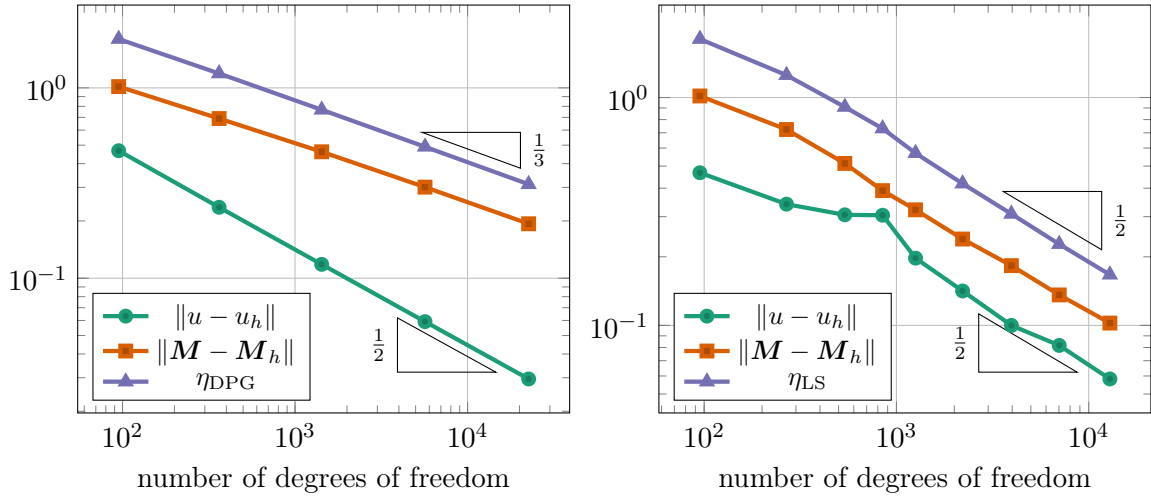 10^0
10^{-1}
1/3
1/2
‖u − u_h‖
‖M − M_h‖
η_DPG
10^2
10^3
10^4
number of degrees of freedom
10^0
10^{-1}
1/2
1/2
‖u − u_h‖
‖M − M_h‖
η_LS
10^2
10^3
10^4
number of degrees of freedom